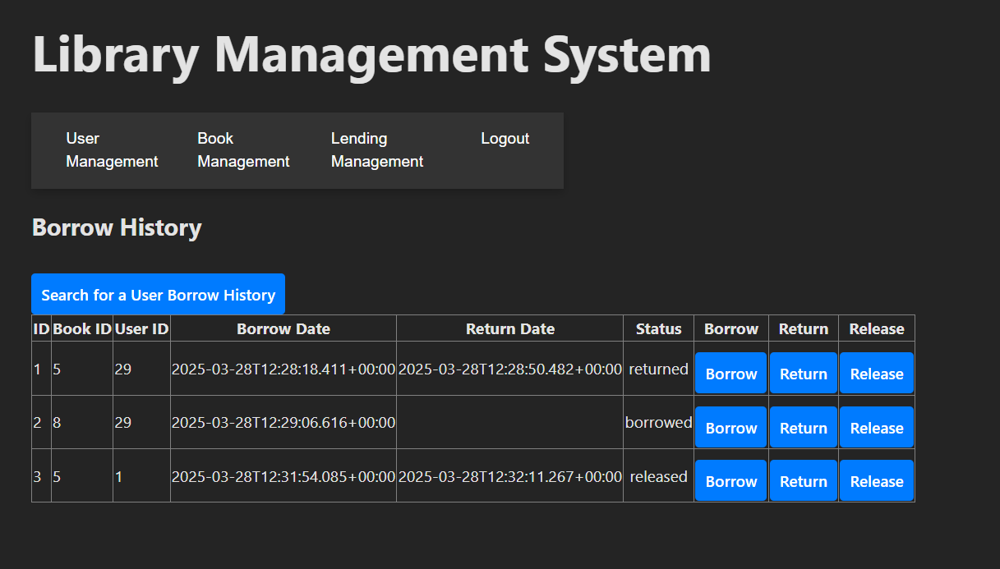 Library Management System
User Book Lending Logout
Management Management Management
Borrow History
Search for a User Borrow History
ID Book ID User ID Borrow Date Return Date Status Borrow Return Release
1 5 29 2025-03-28T12:28:18.411+00:00 2025-03-28T12:28:50.482+00:00 returned Borrow Return Release
2 8 29 2025-03-28T12:29:06.616+00:00 borrowed Borrow Return Release
3 5 1 2025-03-28T12:31:54.085+00:00 2025-03-28T12:32:11.267+00:00 released Borrow Return Release